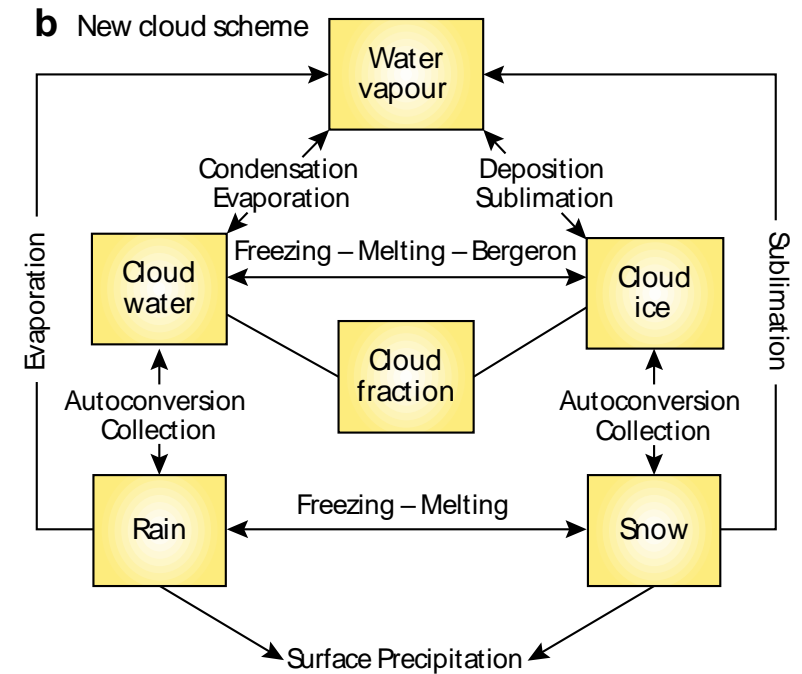 b New cloud scheme
Water
vapour
Condensation
Evaporation
Deposition
Sublimation
Freezing – Melting – Bergeron
Cloud
water
Cloud
ice
Evaporation
Sublimation
Cloud
fraction
Autoconversion
Collection
Autoconversion
Collection
Rain
Freezing – Melting
Snow
Surface Precipitation